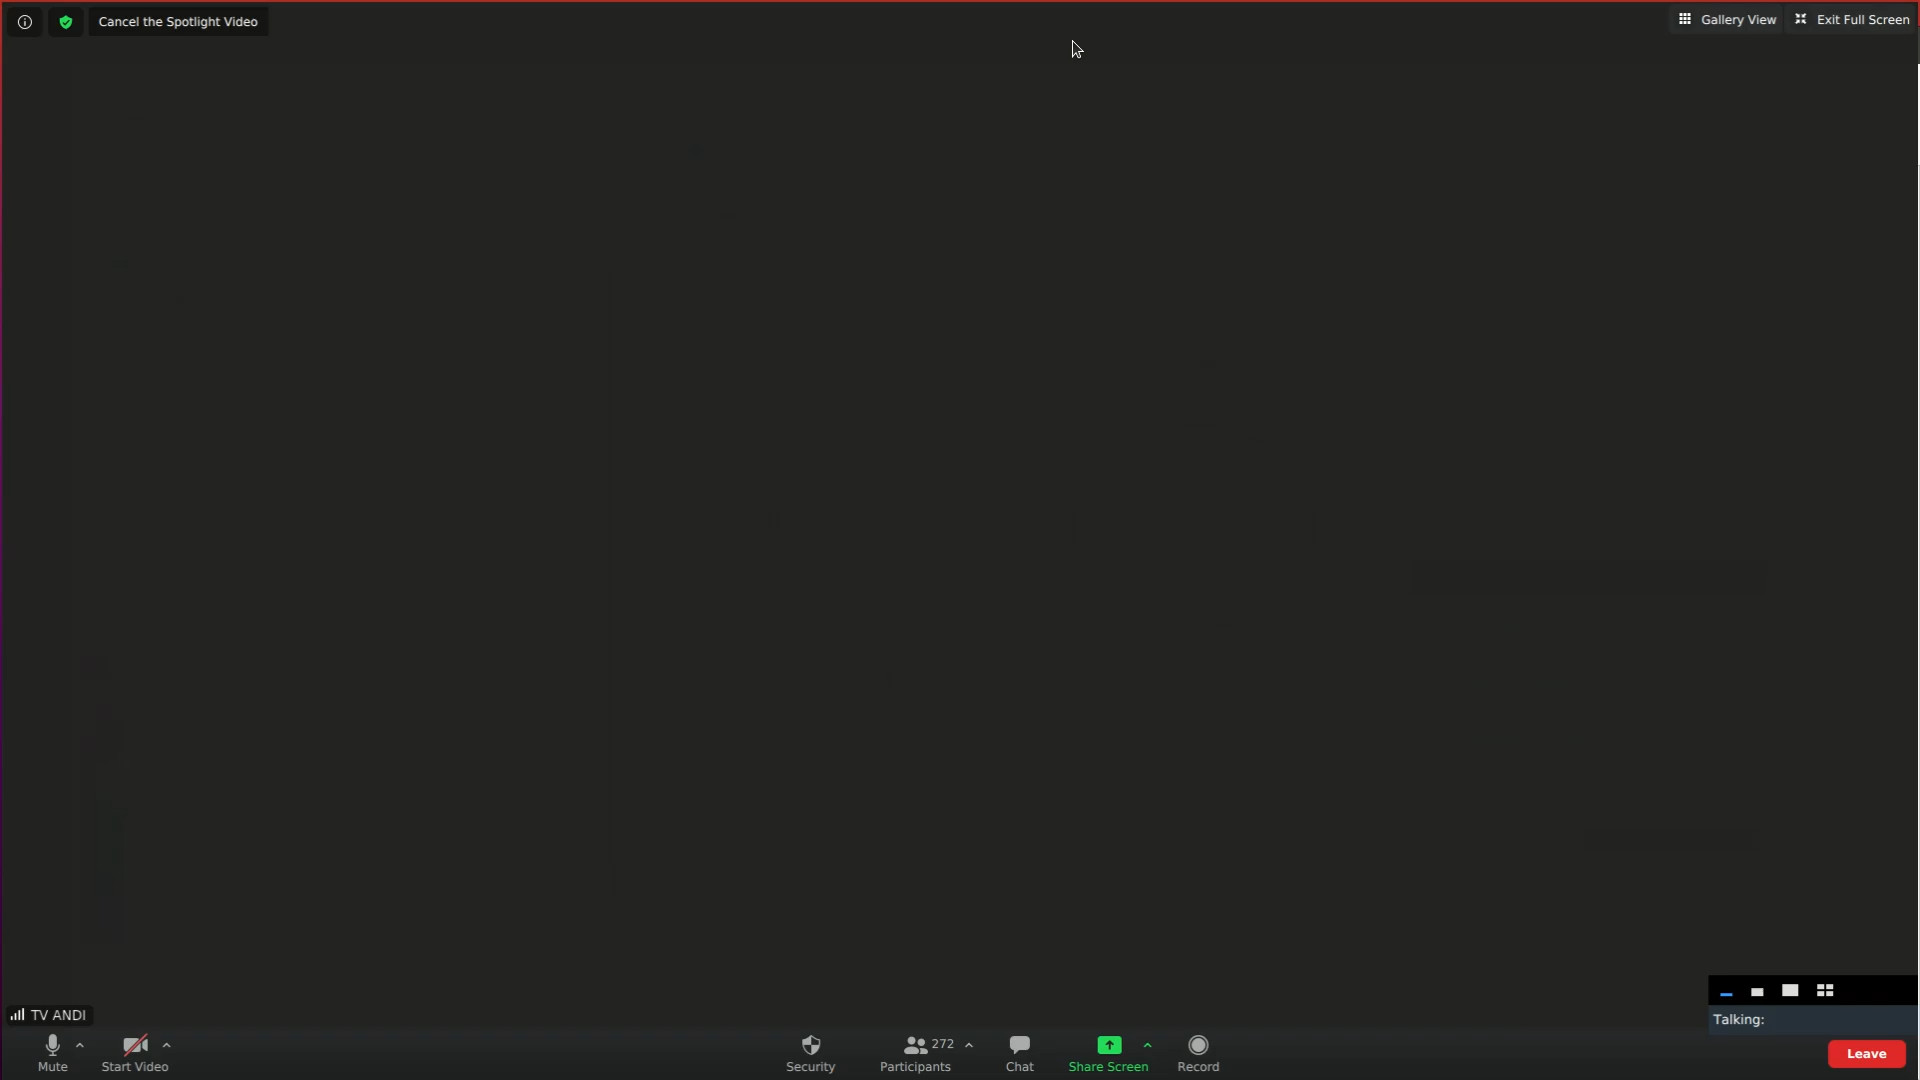 Cancel the Spotlight Video
Gallery View
Exit Full Screen
TV ANDI
Talking:
Mute
Start Video
Security
272
Participants
Chat
Share Screen
Record
Leave